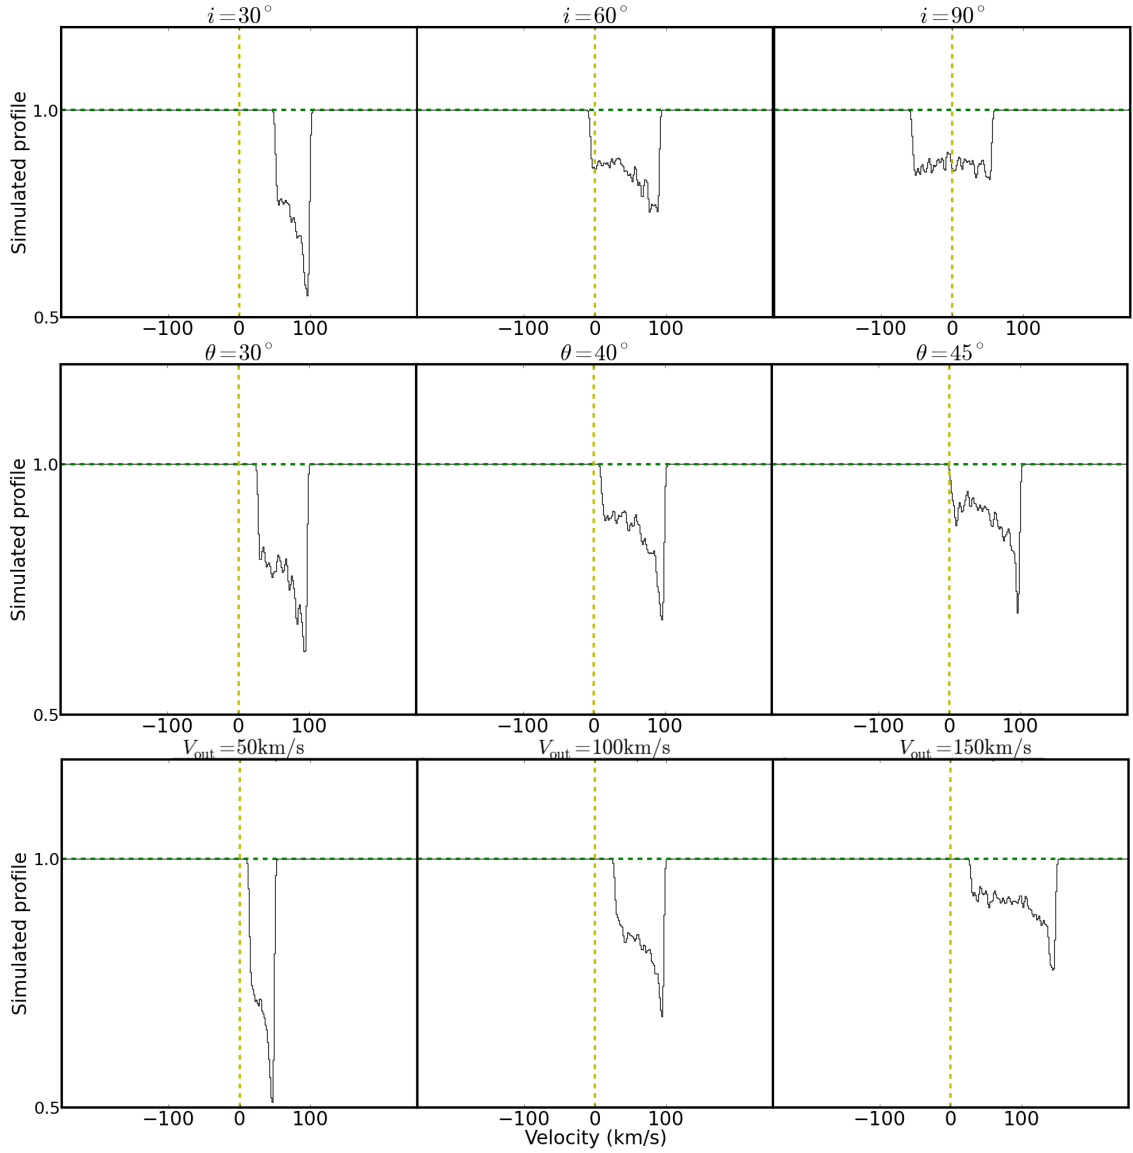 i = 30° i = 60° i = 90°
Simulated profile
1.0
0.5
−100 0 100 −100 0 100 −100 0 100
θ = 30° θ = 40° θ = 45°
Simulated profile
1.0
0.5
−100 0 100 −100 0 100 −100 0 100
V_out = 50km/s V_out = 100km/s V_out = 150km/s
Simulated profile
1.0
0.5
−100 0 100 −100 0 100 −100 0 100
Velocity (km/s)